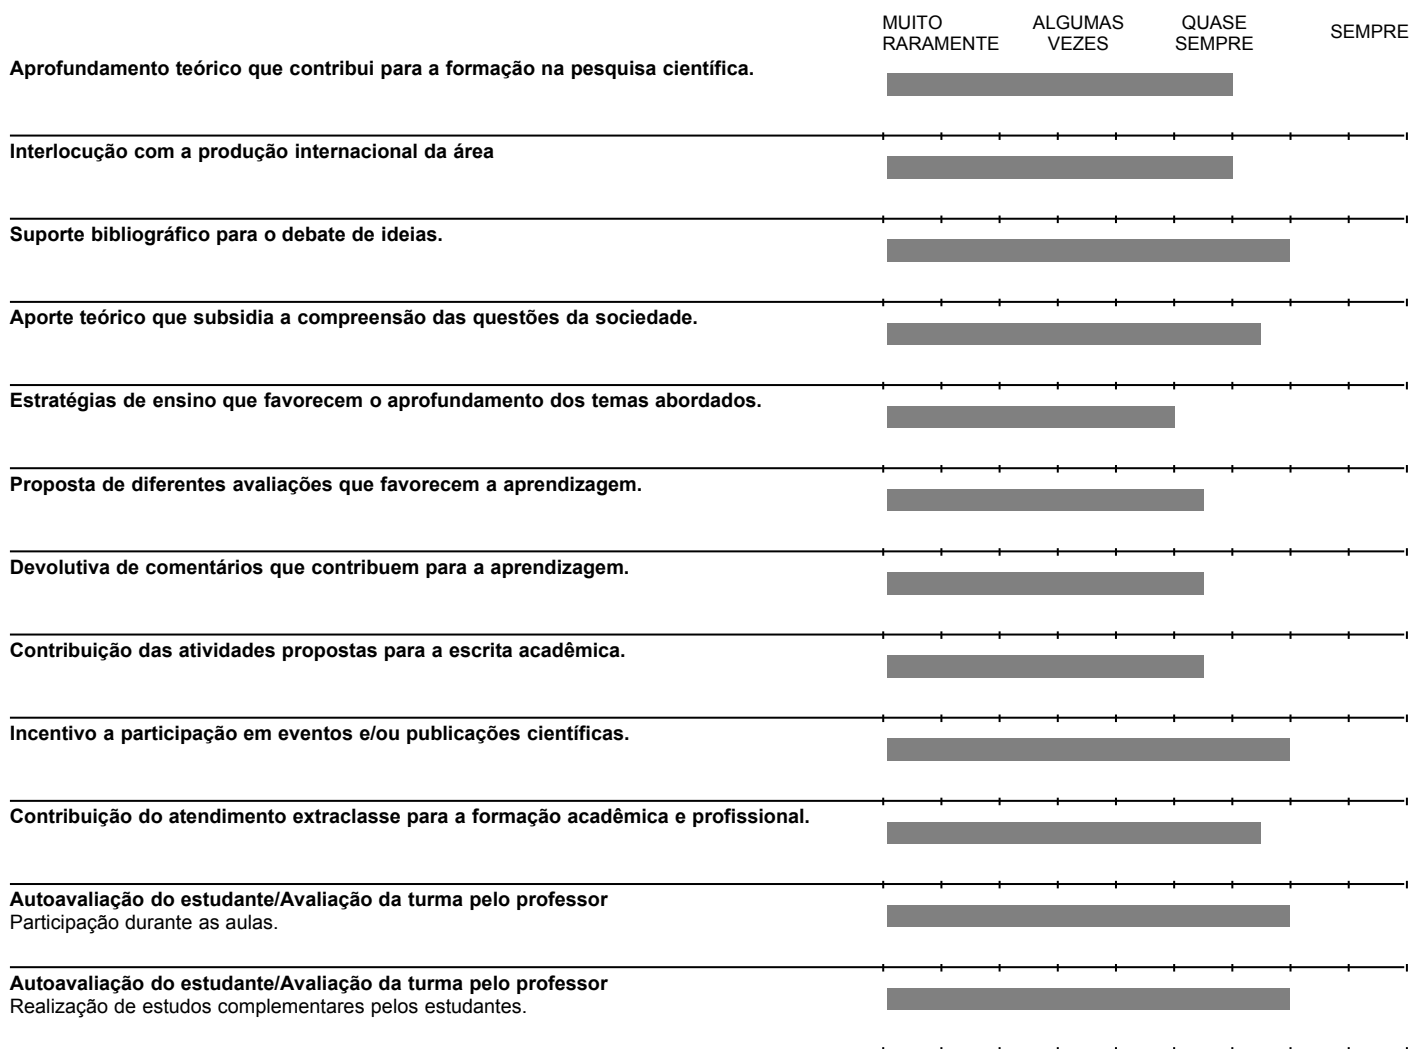 MUITO RARAMENTE
ALGUMAS VEZES
QUASE SEMPRE
SEMPRE
Aprofundamento teórico que contribui para a formação na pesquisa científica.
Interlocução com a produção internacional da área
Suporte bibliográfico para o debate de ideias.
Aporte teórico que subsidia a compreensão das questões da sociedade.
Estratégias de ensino que favorecem o aprofundamento dos temas abordados.
Proposta de diferentes avaliações que favorecem a aprendizagem.
Devolutiva de comentários que contribuem para a aprendizagem.
Contribuição das atividades propostas para a escrita acadêmica.
Incentivo a participação em eventos e/ou publicações científicas.
Contribuição do atendimento extraclasse para a formação acadêmica e profissional.
Autoavaliação do estudante/Avaliação da turma pelo professor
Participação durante as aulas.
Autoavaliação do estudante/Avaliação da turma pelo professor
Realização de estudos complementares pelos estudantes.